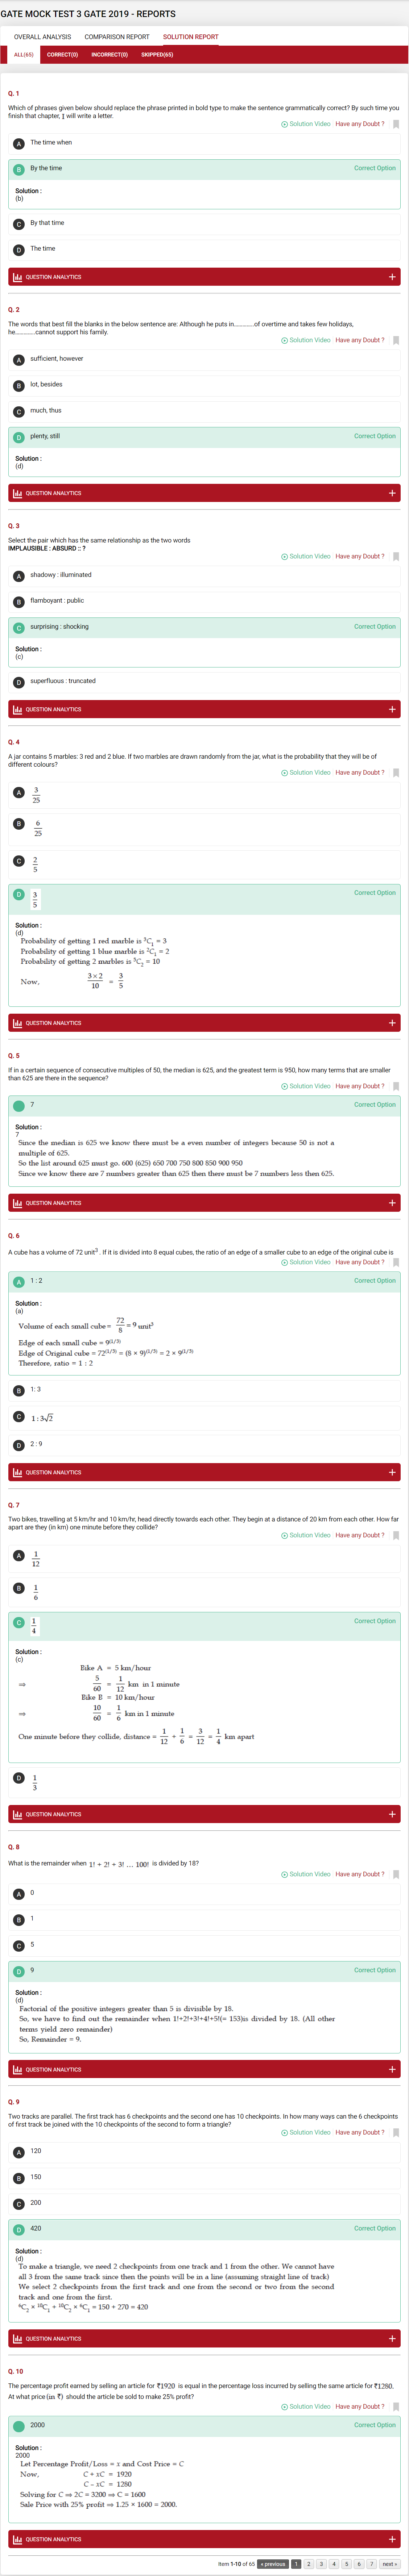 GATE MOCK TEST 3 GATE 2019 - REPORTS
OVERALL ANALYSIS COMPARISON REPORT SOLUTION REPORT
ALL(65) CORRECT(0) INCORRECT(0) SKIPPED(65)
Q. 1
Which of phrases given below should replace the phrase printed in bold type to make the sentence grammatically correct? By such time you
finish that chapter, I will write a letter.
Solution Video Have any Doubt ?
A The time when
B By the time Correct Option
Solution :
(b)
C By that time
D The time
QUESTION ANALYTICS +
Q. 2
The words that best fill the blanks in the below sentence are: Although he puts in.............of overtime and takes few holidays,
he.............cannot support his family.
Solution Video Have any Doubt ?
A sufficient, however
B lot, besides
C much, thus
D plenty, still Correct Option
Solution :
(d)
QUESTION ANALYTICS +
Q. 3
Select the pair which has the same relationship as the two words
IMPLAUSIBLE : ABSURD :: ?
Solution Video Have any Doubt ?
A shadowy : illuminated
B flamboyant : public
C surprising : shocking Correct Option
Solution :
(c)
D superfluous : truncated
QUESTION ANALYTICS +
Q. 4
A jar contains 5 marbles: 3 red and 2 blue. If two marbles are drawn randomly from the jar, what is the probability that they will be of
different colours?
Solution Video Have any Doubt ?
A 3/25
B 6/25
C 2/5
D 3/5 Correct Option
Solution :
(d)
Probability of getting 1 red marble is ³C₁ = 3
Probability of getting 1 blue marble is ²C₁ = 2
Probability of getting 2 marbles is ⁵C₂ = 10
Now, 3×2/10 = 3/5
QUESTION ANALYTICS +
Q. 5
If in a certain sequence of consecutive multiples of 50, the median is 625, and the greatest term is 950, how many terms that are smaller
than 625 are there in the sequence?
Solution Video Have any Doubt ?
7 Correct Option
Solution :
7
Since the median is 625 we know there must be a even number of integers because 50 is not a
multiple of 625.
So the list around 625 must go. 600 (625) 650 700 750 800 850 900 950
Since we know there are 7 numbers greater than 625 then there must be 7 numbers less then 625.
QUESTION ANALYTICS +
Q. 6
A cube has a volume of 72 unit³ . If it is divided into 8 equal cubes, the ratio of an edge of a smaller cube to an edge of the original cube is
Solution Video Have any Doubt ?
A 1 : 2 Correct Option
Solution :
(a)
Volume of each small cube = 72/8 = 9 unit³
Edge of each small cube = 9^(1/3)
Edge of Original cube = 72^(1/3) = (8 × 9)^(1/3) = 2 × 9^(1/3)
Therefore, ratio = 1 : 2
B 1: 3
C 1 : 3√2
D 2 : 9
QUESTION ANALYTICS +
Q. 7
Two bikes, travelling at 5 km/hr and 10 km/hr, head directly towards each other. They begin at a distance of 20 km from each other. How far
apart are they (in km) one minute before they collide?
Solution Video Have any Doubt ?
A 1/12
B 1/6
C 1/4 Correct Option
Solution :
(c)
Bike A = 5 km/hour
⇒ 5/60 = 1/12 km in 1 minute
Bike B = 10 km/hour
⇒ 10/60 = 1/6 km in 1 minute
One minute before they collide, distance = 1/12 + 1/6 = 3/12 = 1/4 km apart
D 1/3
QUESTION ANALYTICS +
Q. 8
What is the remainder when 1! + 2! + 3! ... 100! is divided by 18?
Solution Video Have any Doubt ?
A 0
B 1
C 5
D 9 Correct Option
Solution :
(d)
Factorial of the positive integers greater than 5 is divisible by 18.
So, we have to find out the remainder when 1!+2!+3!+4!+5!(= 153)is divided by 18. (All other
terms yield zero remainder)
So, Remainder = 9.
QUESTION ANALYTICS +
Q. 9
Two tracks are parallel. The first track has 6 checkpoints and the second one has 10 checkpoints. In how many ways can the 6 checkpoints
of first track be joined with the 10 checkpoints of the second to form a triangle?
Solution Video Have any Doubt ?
A 120
B 150
C 200
D 420 Correct Option
Solution :
(d)
To make a triangle, we need 2 checkpoints from one track and 1 from the other. We cannot have
all 3 from the same track since then the points will be in a line (assuming straight line of track)
We select 2 checkpoints from the first track and one from the second or two from the second
track and one from the first.
⁶C₂ × ¹⁰C₁ + ¹⁰C₂ × ⁶C₁ = 150 + 270 = 420
QUESTION ANALYTICS +
Q. 10
The percentage profit earned by selling an article for ₹1920 is equal in the percentage loss incurred by selling the same article for ₹1280.
At what price (in ₹) should the article be sold to make 25% profit?
Solution Video Have any Doubt ?
2000 Correct Option
Solution :
2000
Let Percentage Profit/Loss = x and Cost Price = C
Now, C + xC = 1920
C – xC = 1280
Solving for C ⇒ 2C = 3200 ⇒ C = 1600
Sale Price with 25% profit ⇒ 1.25 × 1600 = 2000.
QUESTION ANALYTICS +
Item 1-10 of 65 « previous 1 2 3 4 5 6 7 next »